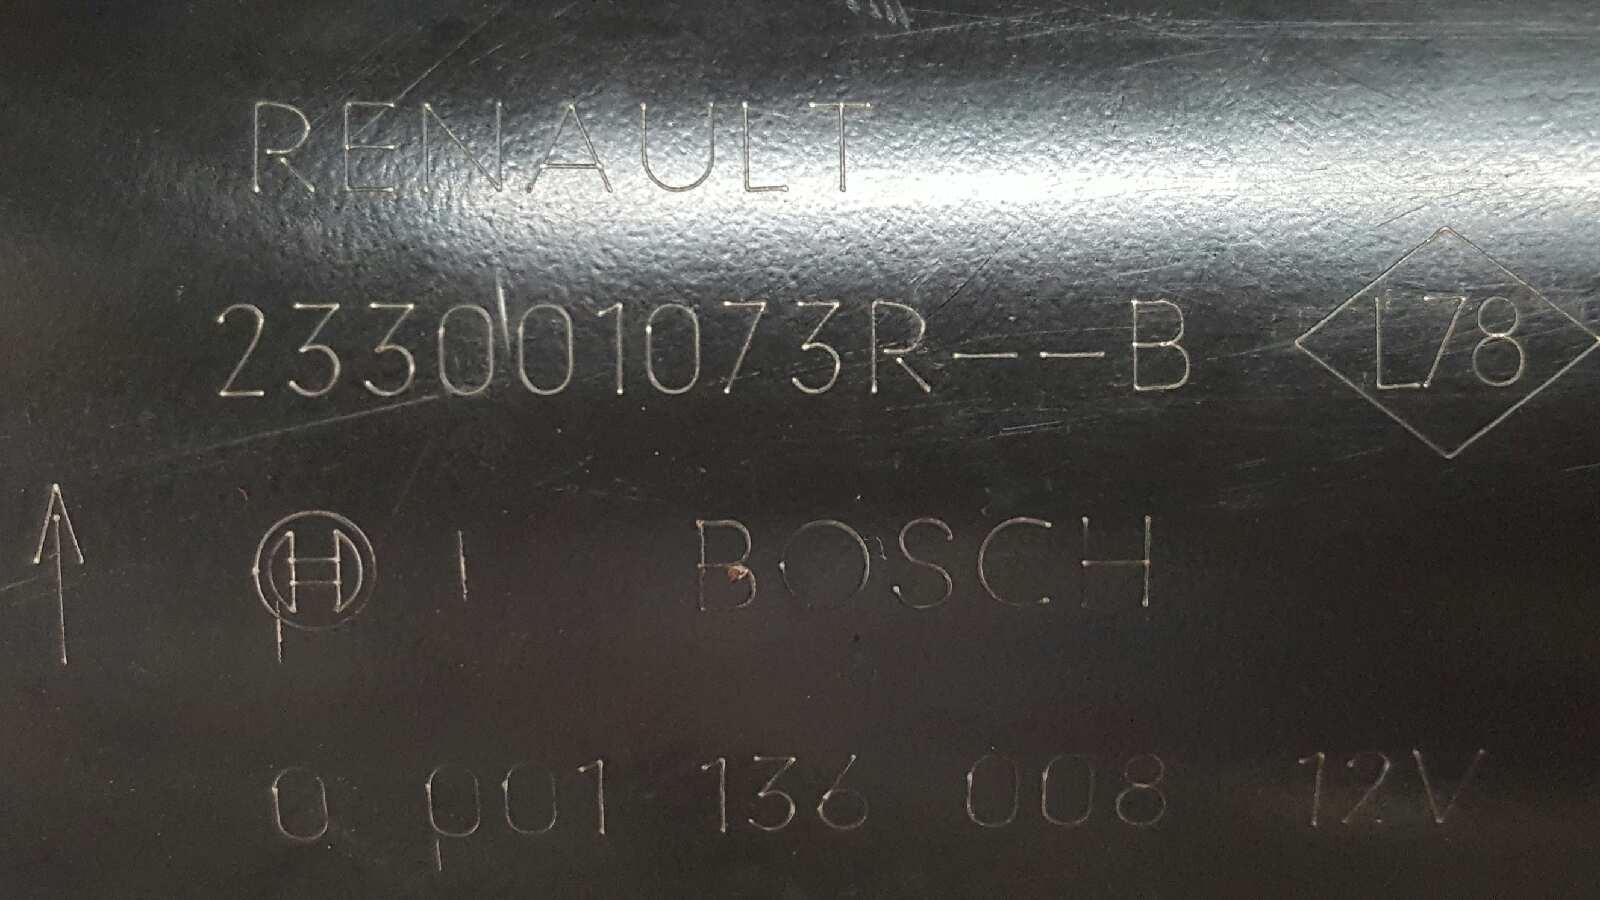 RENAULT
233001073R--B L78
BOSCH
0 001 136 008 12V